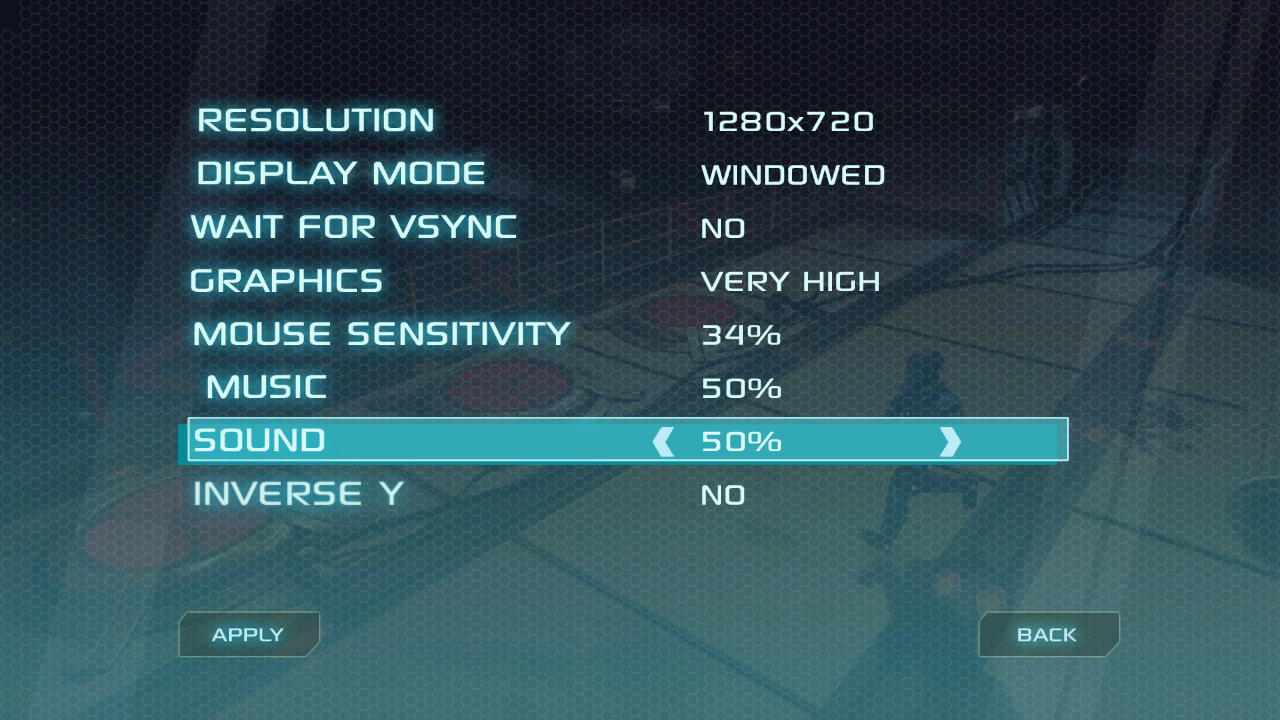 RESOLUTION 1280x720
DISPLAY MODE WINDOWED
WAIT FOR VSYNC NO
GRAPHICS VERY HIGH
MOUSE SENSITIVITY 34%
MUSIC 50%
SOUND 50%
INVERSE Y NO
APPLY BACK